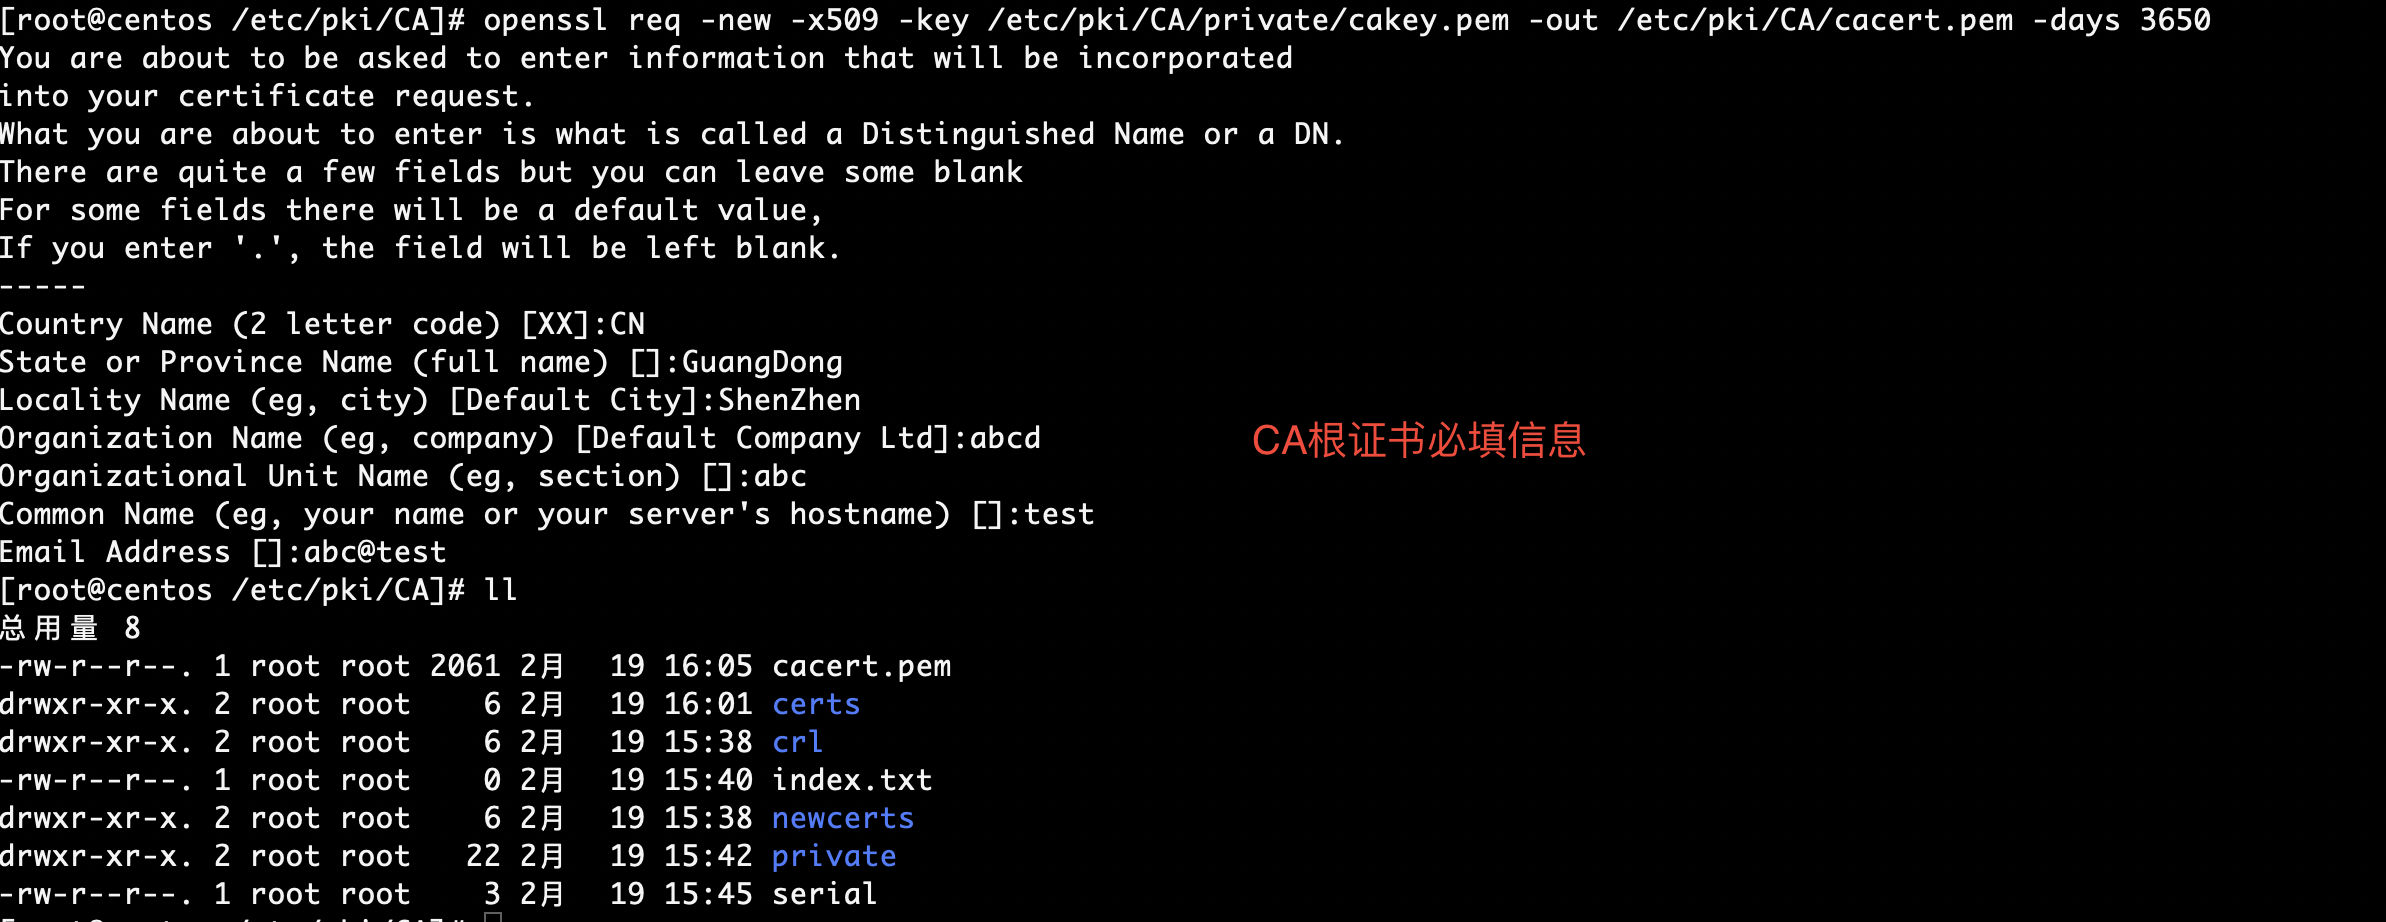 [root@centos /etc/pki/CA]# openssl req -new -x509 -key /etc/pki/CA/private/cakey.pem -out /etc/pki/CA/cacert.pem -days 3650
You are about to be asked to enter information that will be incorporated
into your certificate request.
What you are about to enter is what is called a Distinguished Name or a DN.
There are quite a few fields but you can leave some blank
For some fields there will be a default value,
If you enter '.', the field will be left blank.
-----
Country Name (2 letter code) [XX]:CN
State or Province Name (full name) []:GuangDong
Locality Name (eg, city) [Default City]:ShenZhen
Organization Name (eg, company) [Default Company Ltd]:abcd
CA根证书必填信息
Organizational Unit Name (eg, section) []:abc
Common Name (eg, your name or your server's hostname) []:test
Email Address []:abc@test
[root@centos /etc/pki/CA]# ll
总用量 8
-rw-r--r--. 1 root root 2061 2月  19 16:05 cacert.pem
drwxr-xr-x. 2 root root    6 2月  19 16:01 certs
drwxr-xr-x. 2 root root    6 2月  19 15:38 crl
-rw-r--r--. 1 root root    0 2月  19 15:40 index.txt
drwxr-xr-x. 2 root root    6 2月  19 15:38 newcerts
drwxr-xr-x. 2 root root   22 2月  19 15:42 private
-rw-r--r--. 1 root root    3 2月  19 15:45 serial